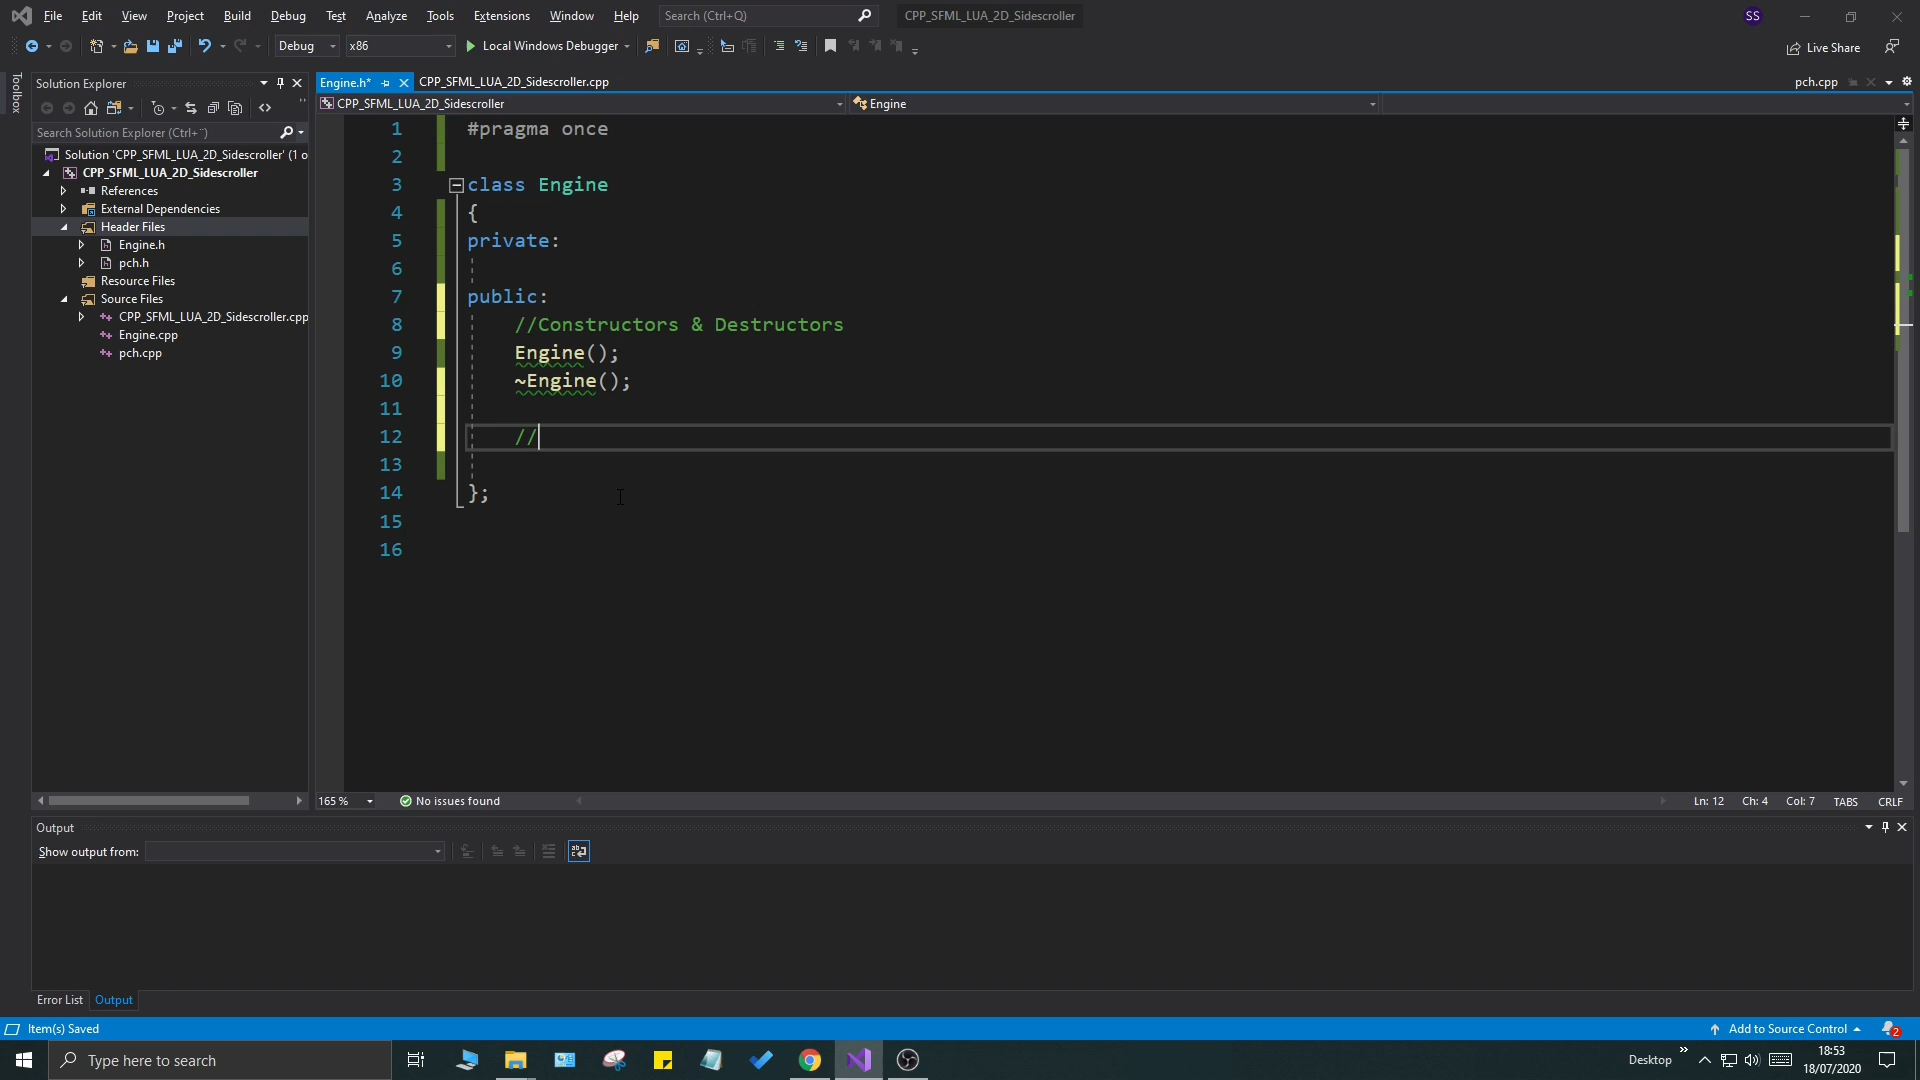 File Edit View Project Build Debug Test Analyze Tools Extensions Window Help Search (Ctrl+Q) CPP_SFML_LUA_2D_Sidescroller SS
Debug x86 Local Windows Debugger Live Share
Toolbox
Solution Explorer
Search Solution Explorer (Ctrl+¨)
Solution 'CPP_SFML_LUA_2D_Sidescroller' (1 o
CPP_SFML_LUA_2D_Sidescroller
References
External Dependencies
Header Files
Engine.h
pch.h
Resource Files
Source Files
CPP_SFML_LUA_2D_Sidescroller.cpp
Engine.cpp
pch.cpp
Engine.h* CPP_SFML_LUA_2D_Sidescroller.cpp pch.cpp
CPP_SFML_LUA_2D_Sidescroller Engine
1 #pragma once
2
3 class Engine
4 {
5 private:
6
7 public:
8 //Constructors & Destructors
9 Engine();
10 ~Engine();
11
12 //
13
14 };
15
16
165 % No issues found Ln: 12 Ch: 4 Col: 7 TABS CRLF
Output
Show output from:
Error List Output
Item(s) Saved Add to Source Control 2
Type here to search Desktop 18:53
18/07/2020